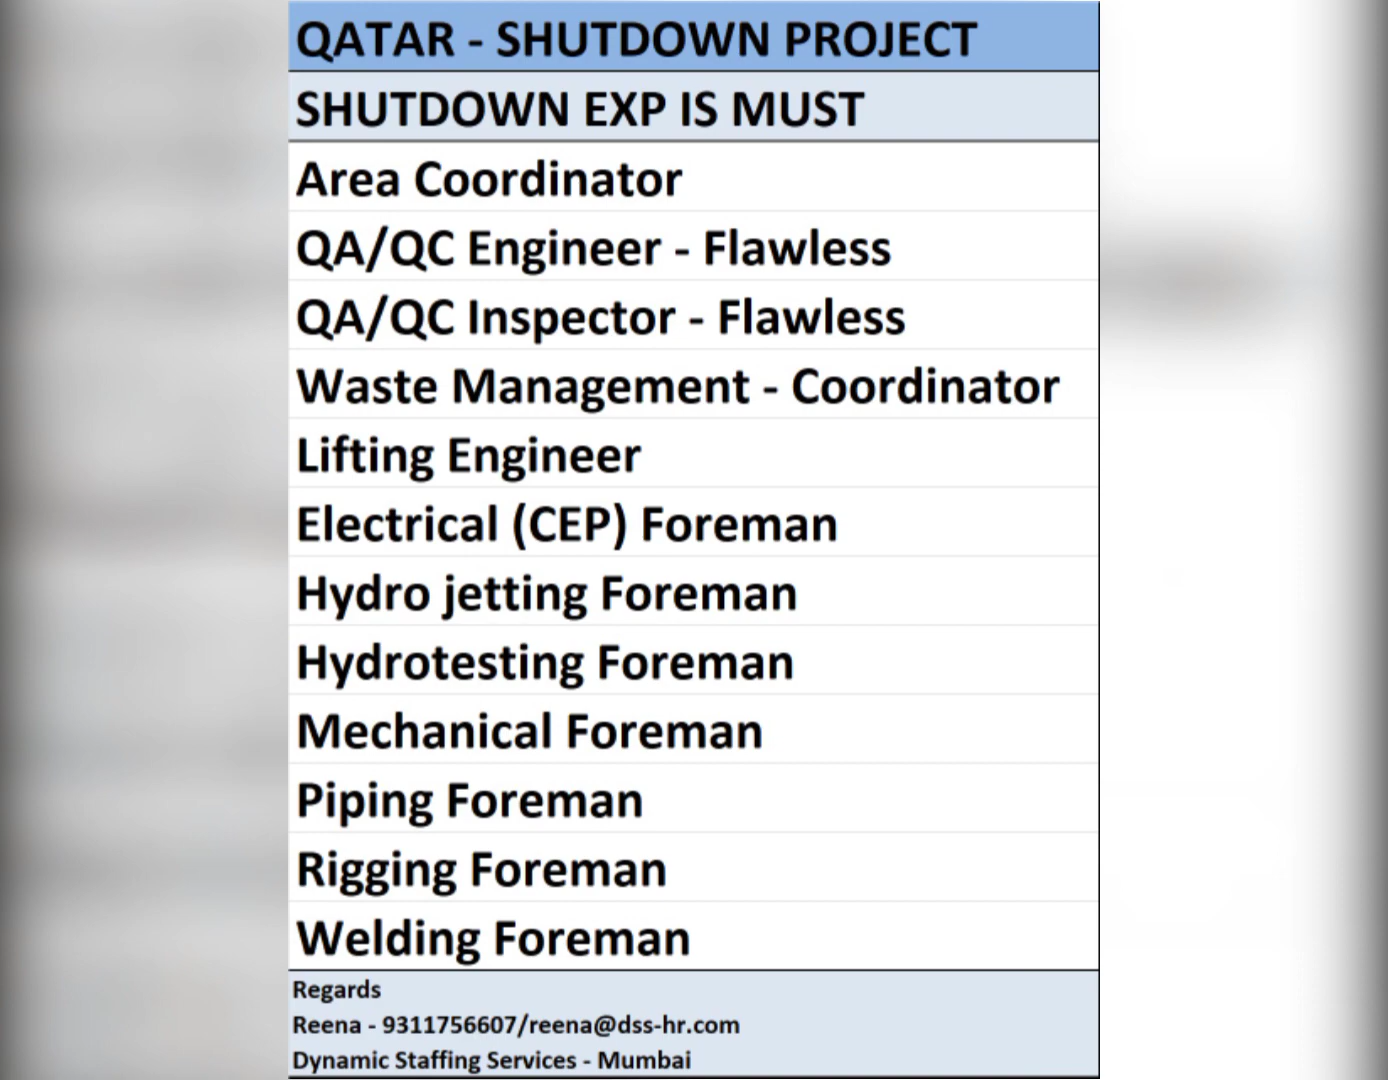 QATAR - SHUTDOWN PROJECT
SHUTDOWN EXP IS MUST
Area Coordinator
QA/QC Engineer - Flawless
QA/QC Inspector - Flawless
Waste Management - Coordinator
Lifting Engineer
Electrical (CEP) Foreman
Hydro jetting Foreman
Hydrotesting Foreman
Mechanical Foreman
Piping Foreman
Rigging Foreman
Welding Foreman
Regards
Reena - 9311756607/reena@dss-hr.com
Dynamic Staffing Services - Mumbai